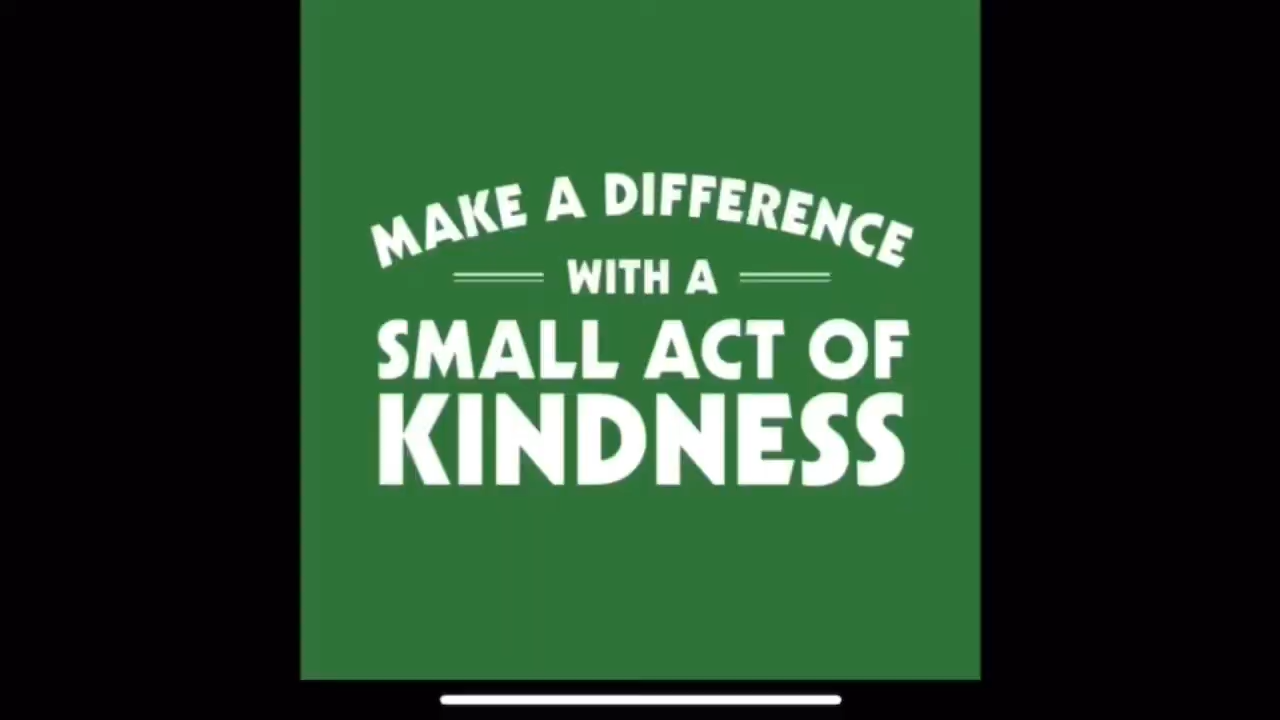 MAKE A DIFFERENCE
WITH A
SMALL ACT OF
KINDNESS